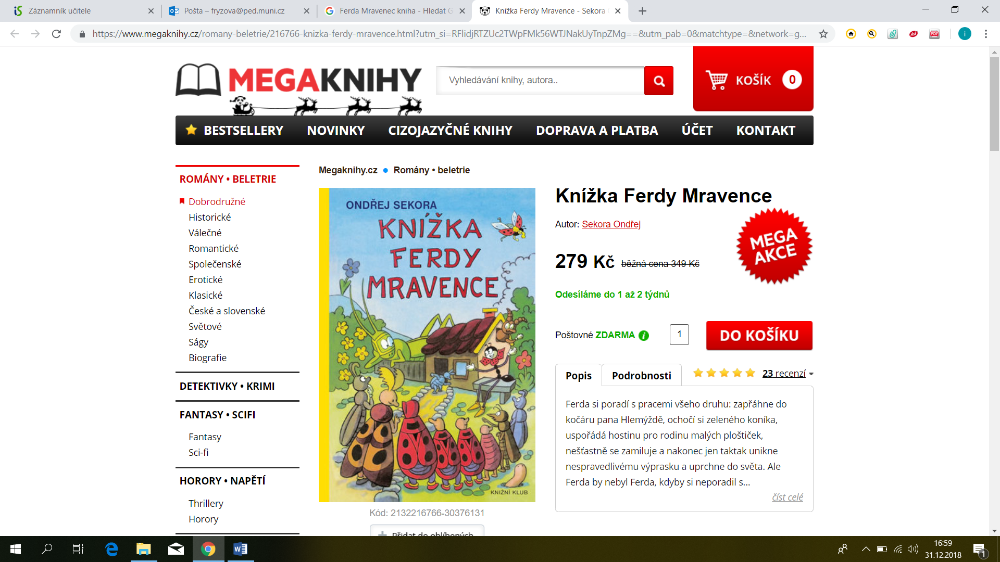 Záznamník učitele
Pošta – fryzova@ped.muni.cz
Ferda Mravenec kniha - Hledat G
Knížka Ferdy Mravence - Sekora
https://www.megaknihy.cz/romany-beletrie/216766-knizka-ferdy-mravence.html?utm_si=RFlidjRTZUc2TWpFMk56WTJNakUyTnpZMg==&utm_pab=0&matchtype=&network=g...
MEGAKNIHY
Vyhledávání knihy, autora..
KOŠÍK 0
BESTSELLERY NOVINKY CIZOJAZYČNÉ KNIHY DOPRAVA A PLATBA ÚČET KONTAKT
ROMÁNY • BELETRIE
Dobrodružné
Historické
Válečné
Romantické
Společenské
Erotické
Klasické
České a slovenské
Světové
Ságy
Biografie
DETEKTIVKY • KRIMI
FANTASY • SCIFI
Fantasy
Sci-fi
HORORY • NAPĚTÍ
Thrillery
Horory
Megaknihy.cz ● Romány • beletrie
ONDŘEJ SEKORA
KNÍŽKA
FERDY
MRAVENCE
KNIŽNÍ KLUB
Kód: 2132216766-30376131
Přidat do oblíbených
Knížka Ferdy Mravence
Autor: Sekora Ondřej
MEGA
AKCE
279 Kč běžná cena 349 Kč
Odesíláme do 1 až 2 týdnů
Poštovné ZDARMA i 1 DO KOŠÍKU
Popis Podrobnosti 23 recenzí
Ferda si poradí s pracemi všeho druhu: zapřáhne do
kočáru pana Hlemýždě, ochočí si zeleného koníka,
uspořádá hostinu pro rodinu malých ploštiček,
nešťastně se zamiluje a nakonec jen taktak unikne
nespravedlivému výprasku a uprchne do světa. Ale
Ferda by nebyl Ferda, kdyby si neporadil s...
číst celé
16:59
31.12.2018
1